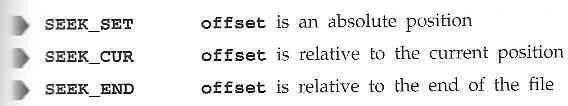 SEEK_SET offset is an absolute position
SEEK_CUR offset is relative to the current position
SEEK_END offset is relative to the end of the file